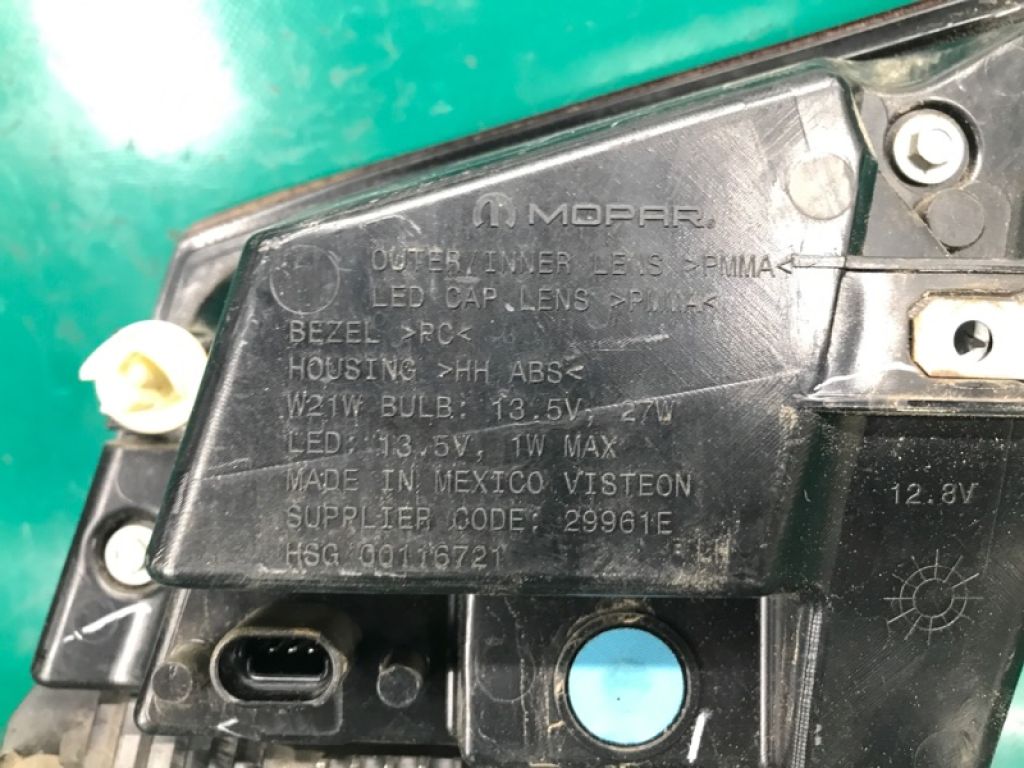 MOPAR®
OUTER/INNER LENS >PMMA<
LED CAP LENS >PMMA<
BEZEL >PC<
HOUSING >HH ABS<
W21W BULB: 13.5V, 27W
LED: 13.5V, 1W MAX
MADE IN MEXICO VISTEON
SUPPLIER CODE: 29961E
HSG 00116721 LH
12.8V